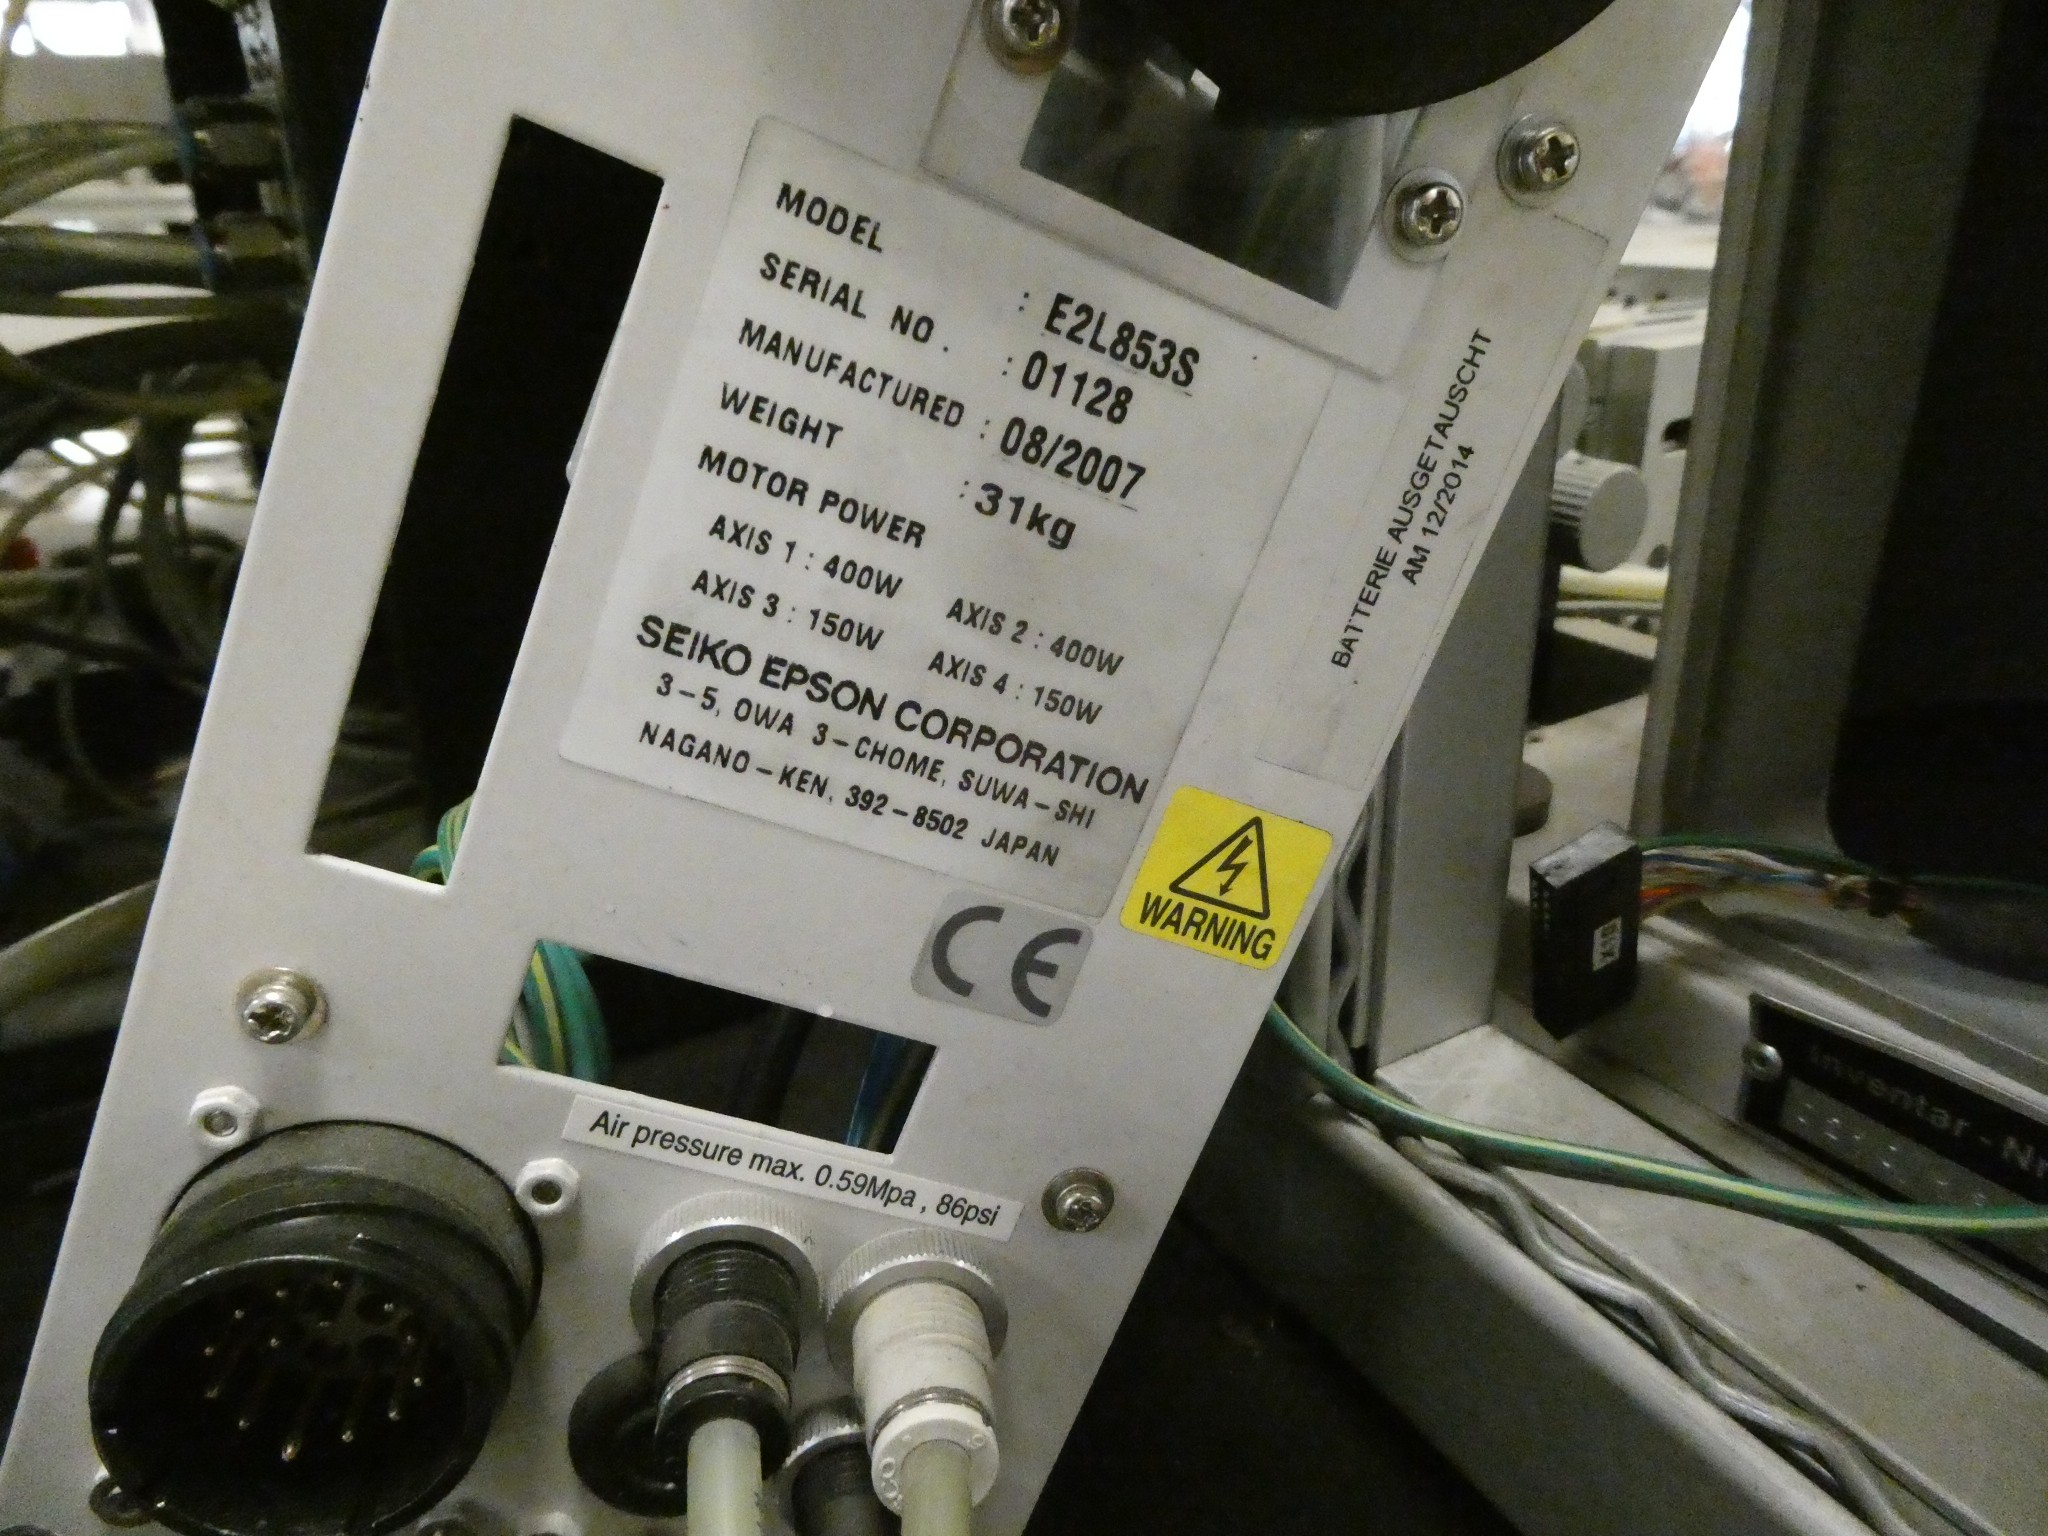 MODEL : E2L853S
SERIAL NO. : 01128
MANUFACTURED : 08/2007
WEIGHT : 31kg
MOTOR POWER
AXIS 1 : 400W AXIS 2 : 400W
AXIS 3 : 150W AXIS 4 : 150W
SEIKO EPSON CORPORATION
3-5, OWA 3-CHOME, SUWA-SHI
NAGANO-KEN, 392-8502 JAPAN
BATTERIE AUSGETAUSCHT
AM 12/2014
WARNING
CE
Air pressure max. 0.59Mpa , 86psi
Inventar-Nr